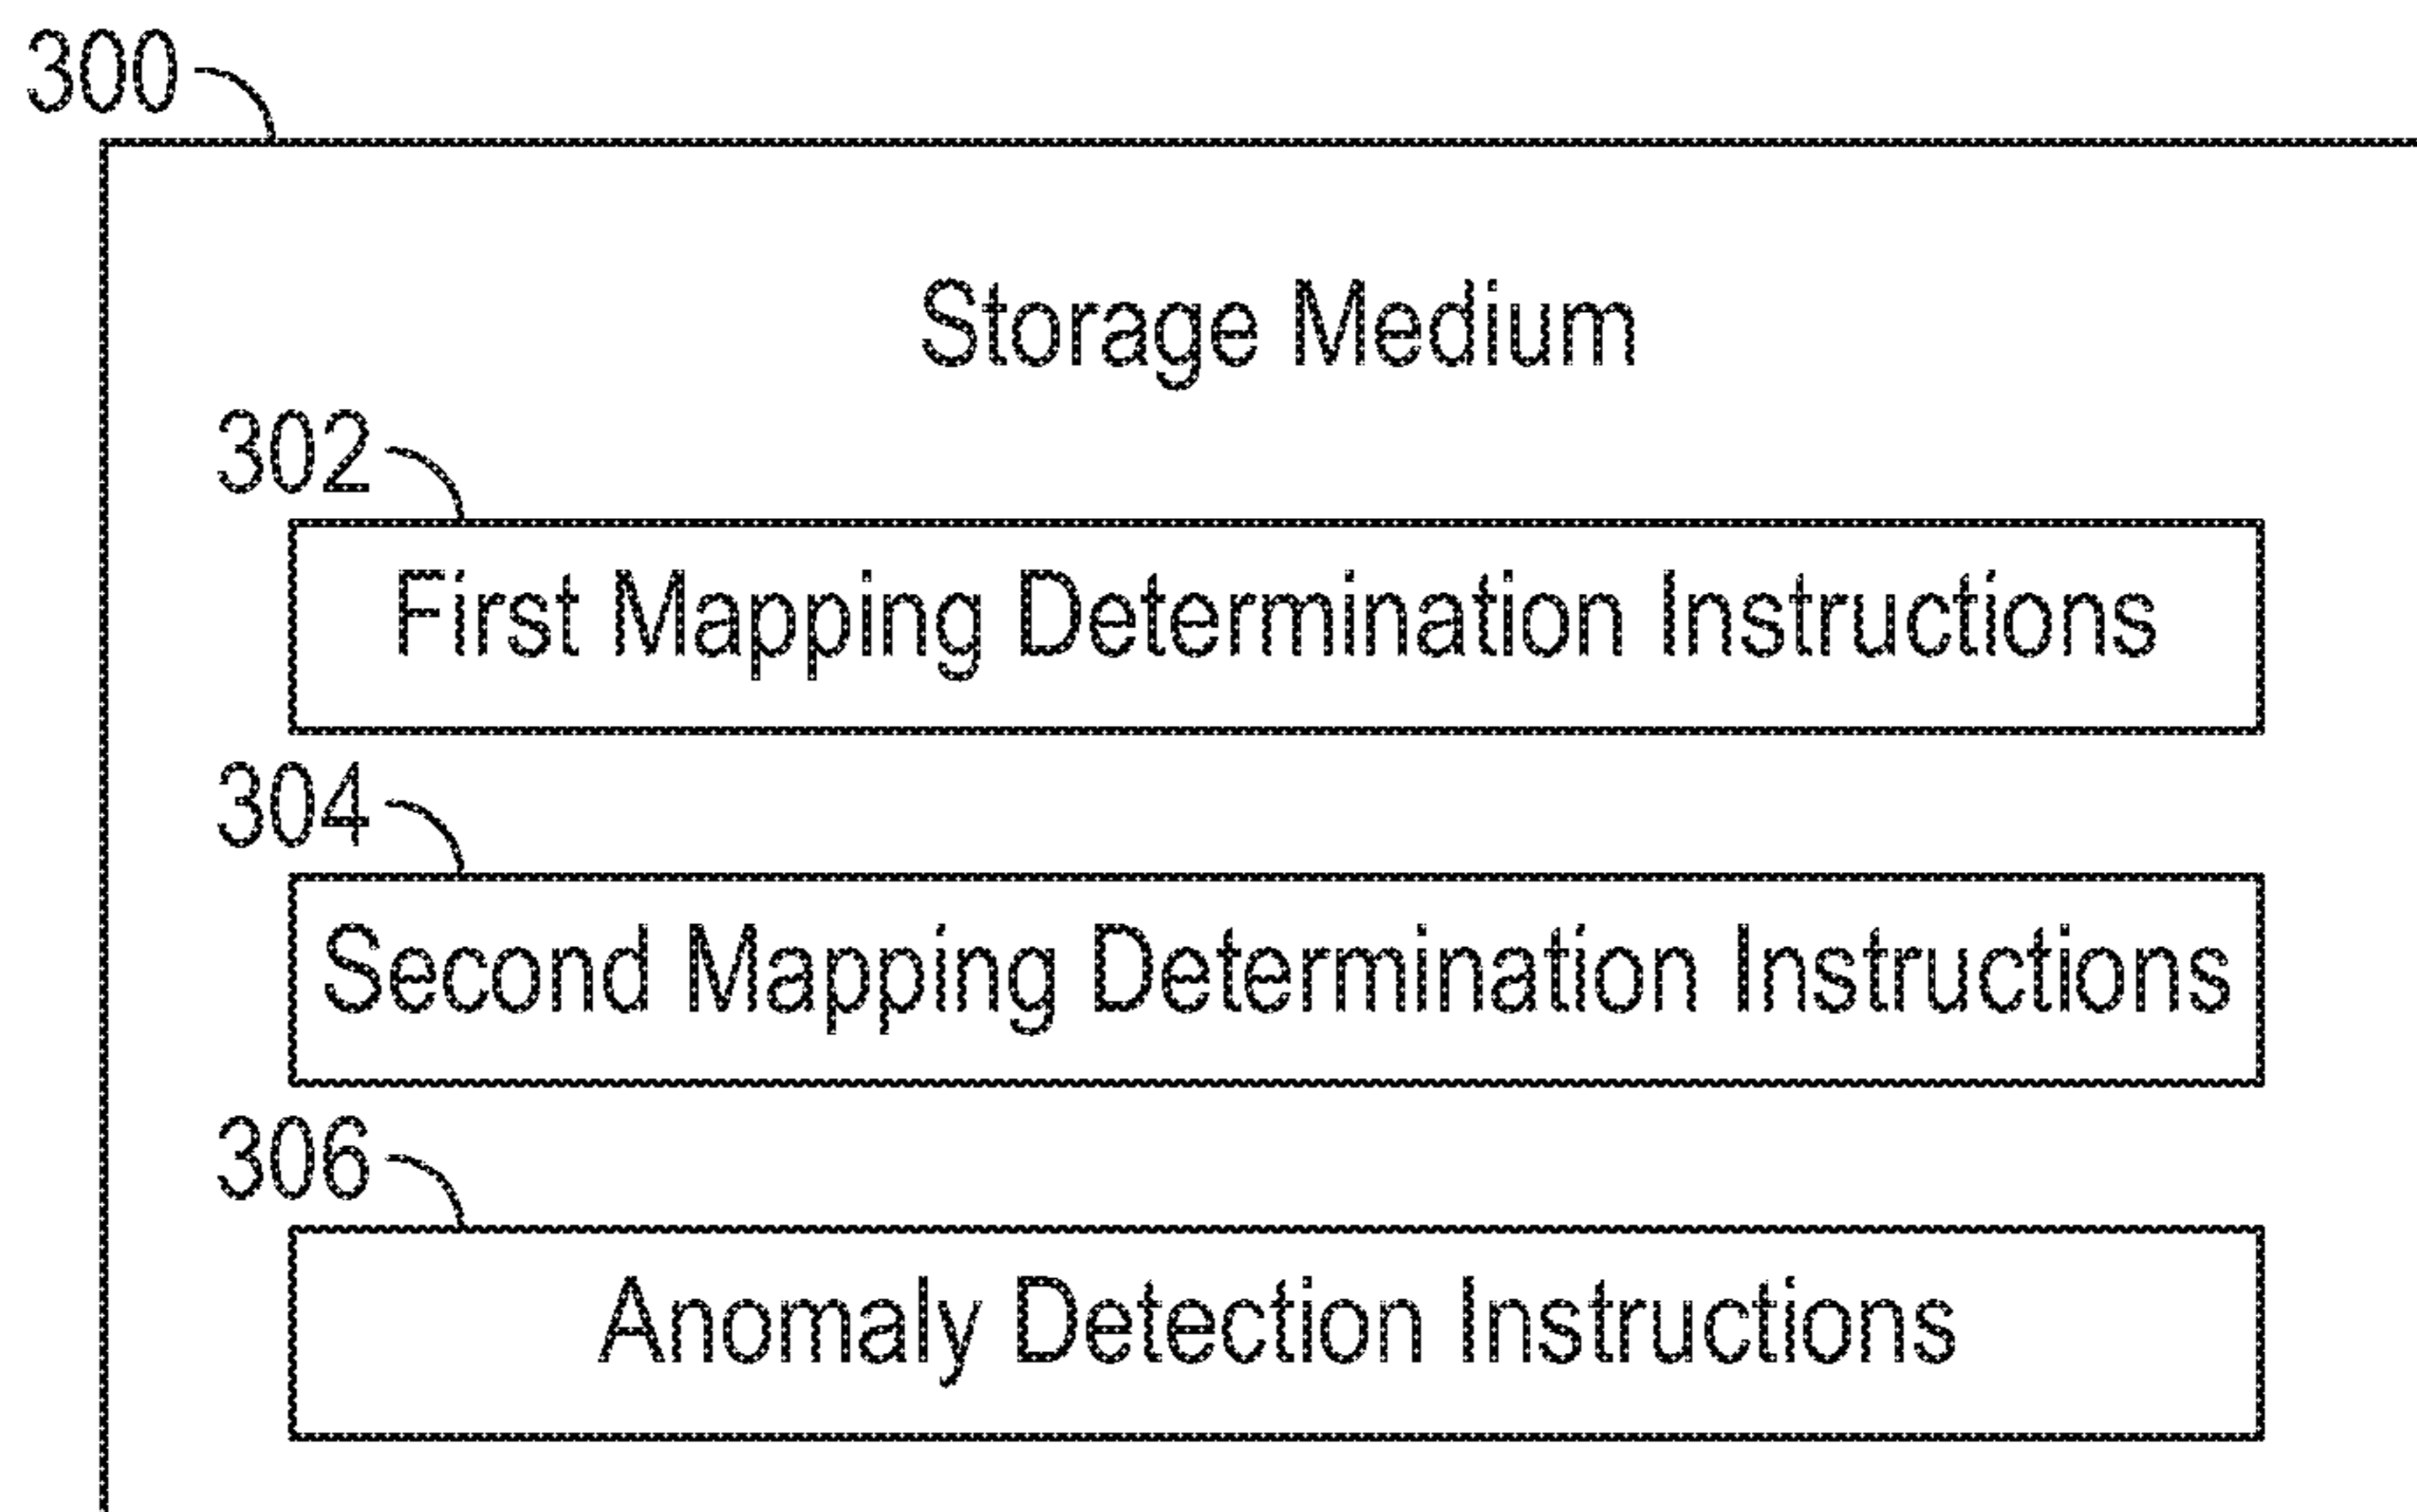 300
Storage Medium
302
First Mapping Determination Instructions
304
Second Mapping Determination Instructions
306
Anomaly Detection Instructions